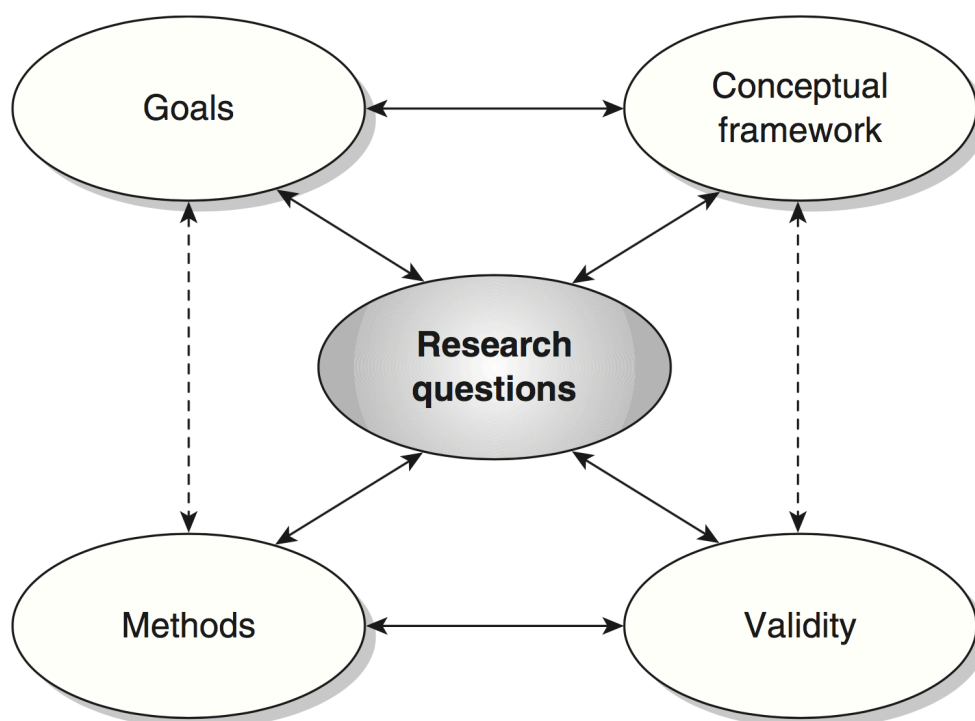 Goals
Conceptual
framework
Research
questions
Methods
Validity